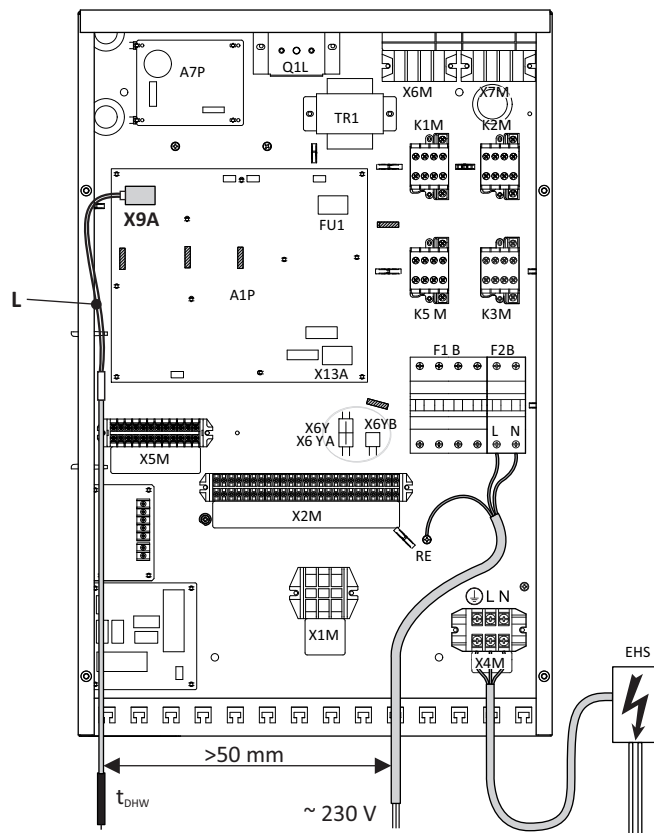 A7P
Q1L
X6M
X7M
TR1
K1M
K2M
X9A
FU1
L
A1P
K5 M
K3M
X13A
F1 B
F2B
X6Y
X6 Y A
X6YB
L N
X5M
X2M
RE
L N
X1M
X4M
EHS
>50 mm
tDHW
~ 230 V